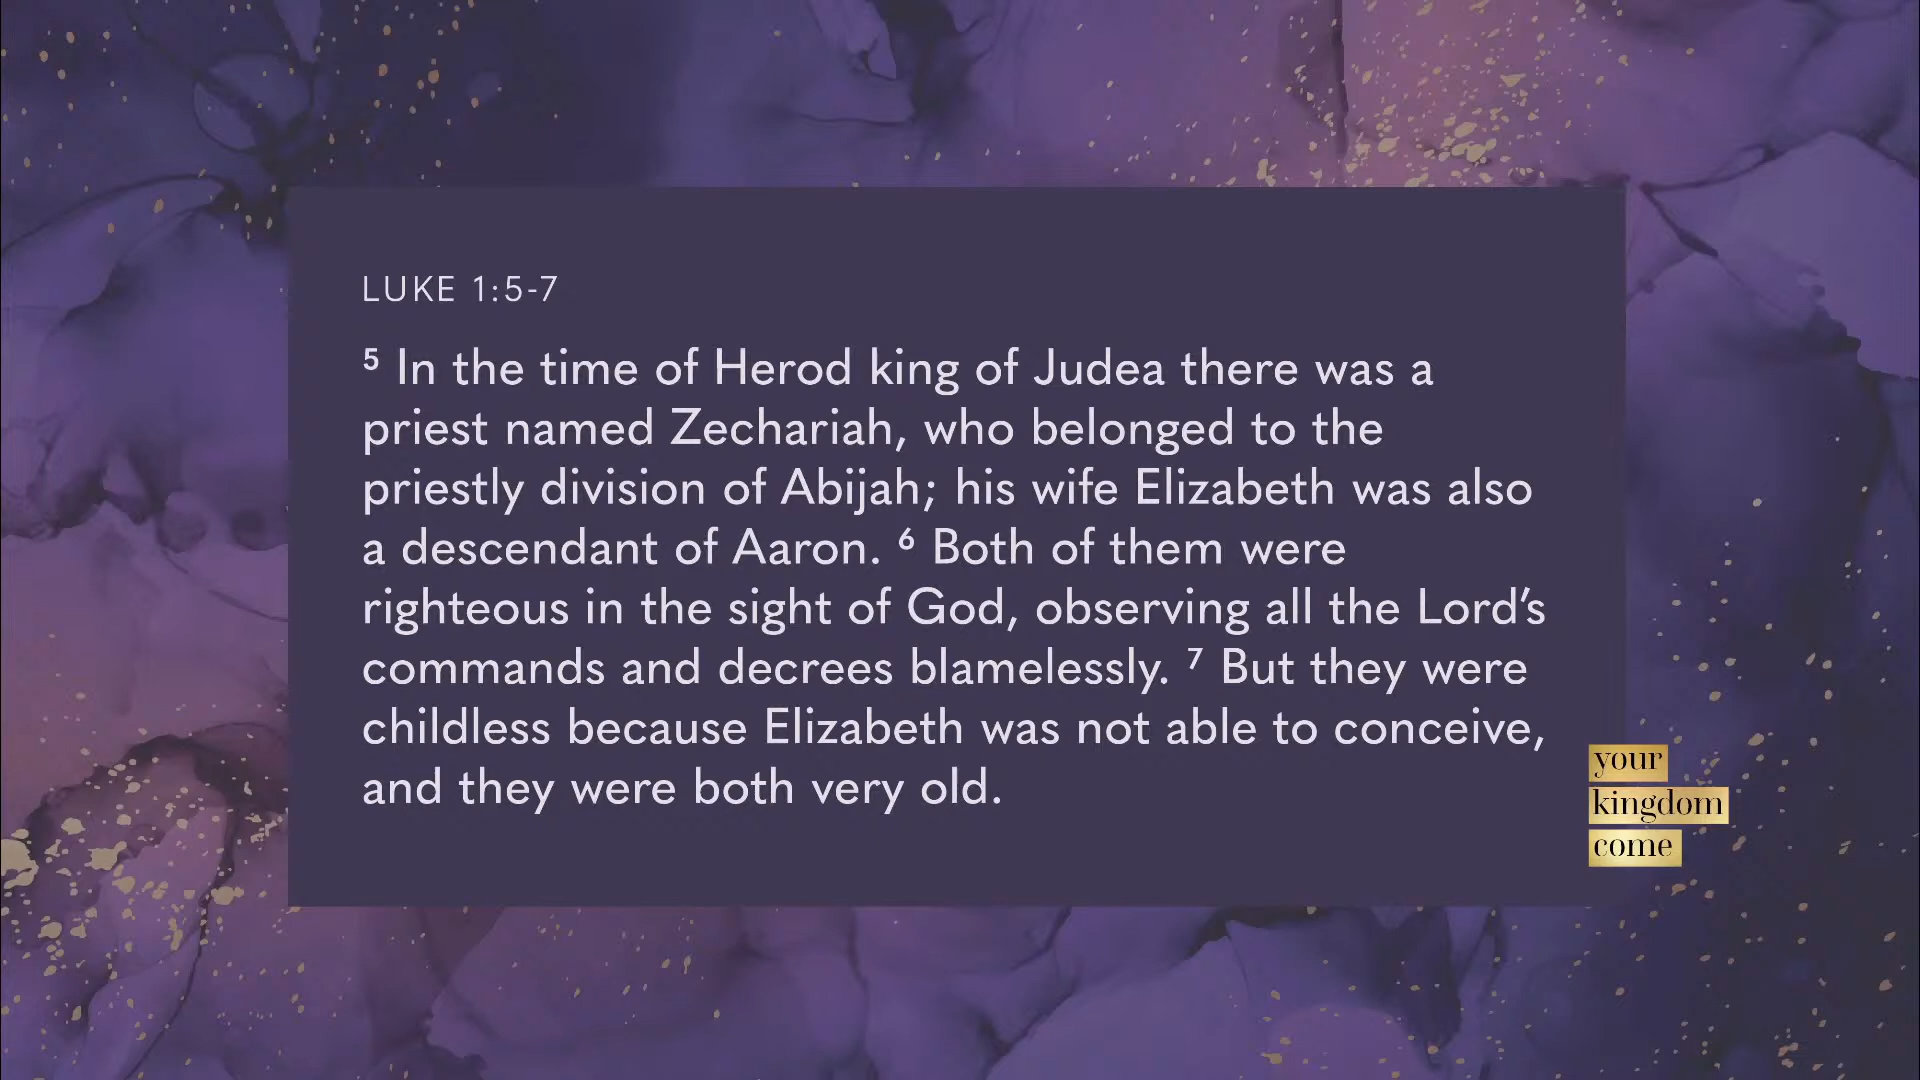 LUKE 1:5-7
⁵ In the time of Herod king of Judea there was a
priest named Zechariah, who belonged to the
priestly division of Abijah; his wife Elizabeth was also
a descendant of Aaron. ⁶ Both of them were
righteous in the sight of God, observing all the Lord’s
commands and decrees blamelessly. ⁷ But they were
childless because Elizabeth was not able to conceive,
and they were both very old.
your
kingdom
come